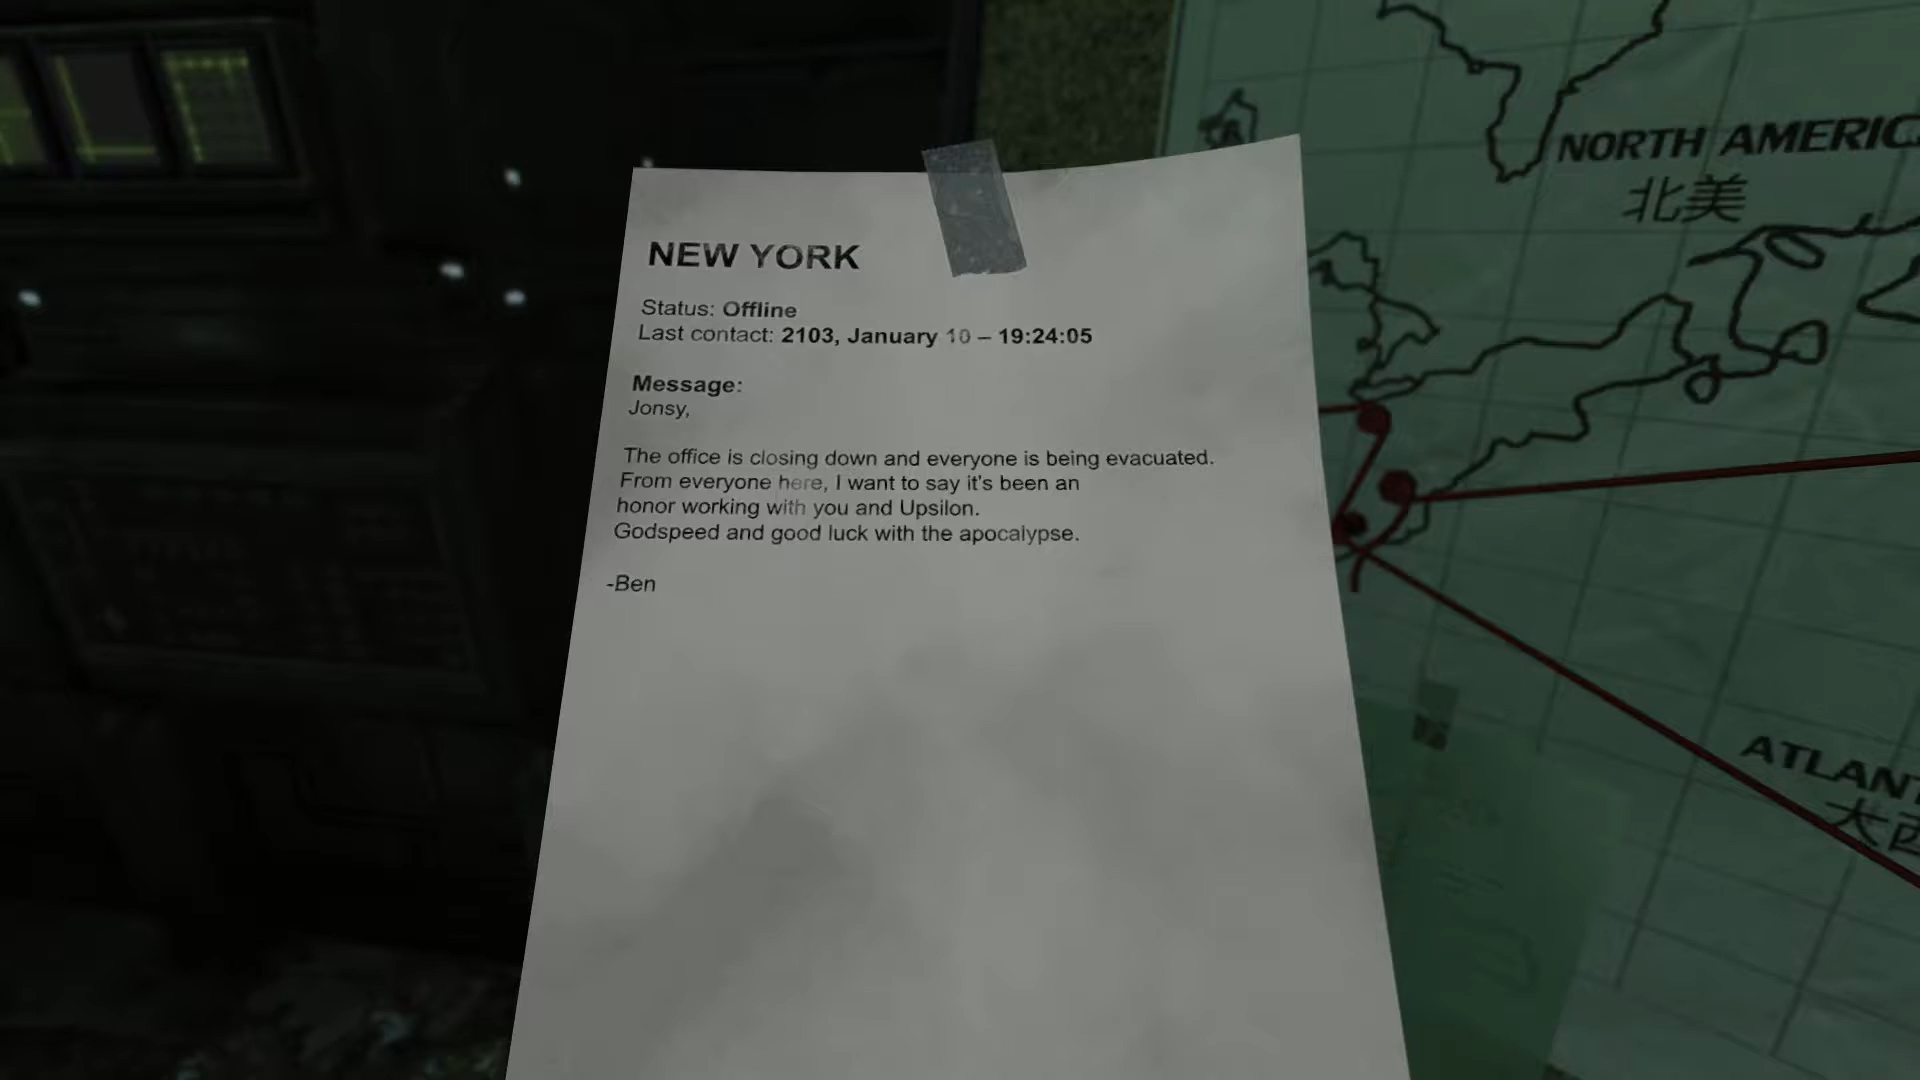 NORTH AMERIC
北美
NEW YORK
Status: Offline
Last contact: 2103, January 10 – 19:24:05
Message:
Jonsy,
The office is closing down and everyone is being evacuated.
From everyone here, I want to say it's been an
honor working with you and Upsilon.
Godspeed and good luck with the apocalypse.
-Ben
ATLANT
大西